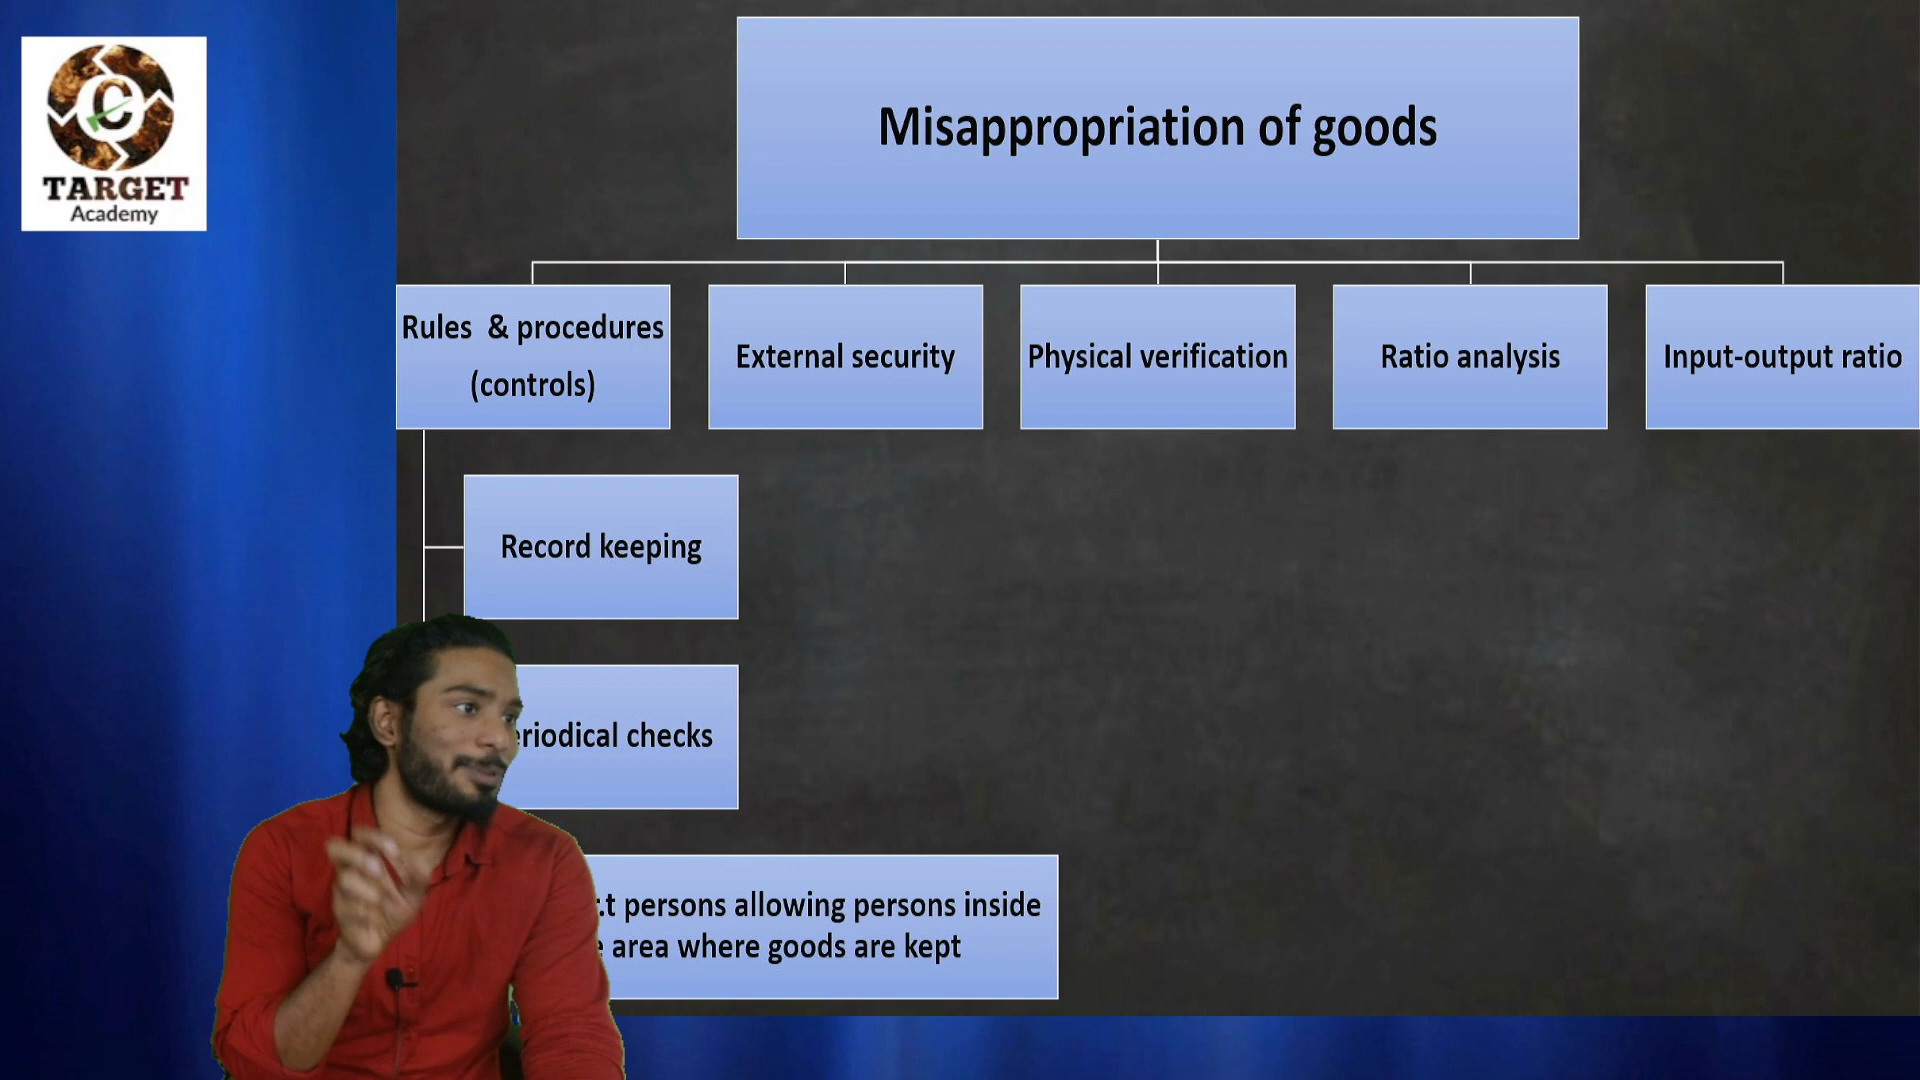 TARGET
Academy
Misappropriation of goods
Rules & procedures
(controls)
External security
Physical verification
Ratio analysis
Input-output ratio
Record keeping
checks
persons allowing persons inside
area where goods are kept